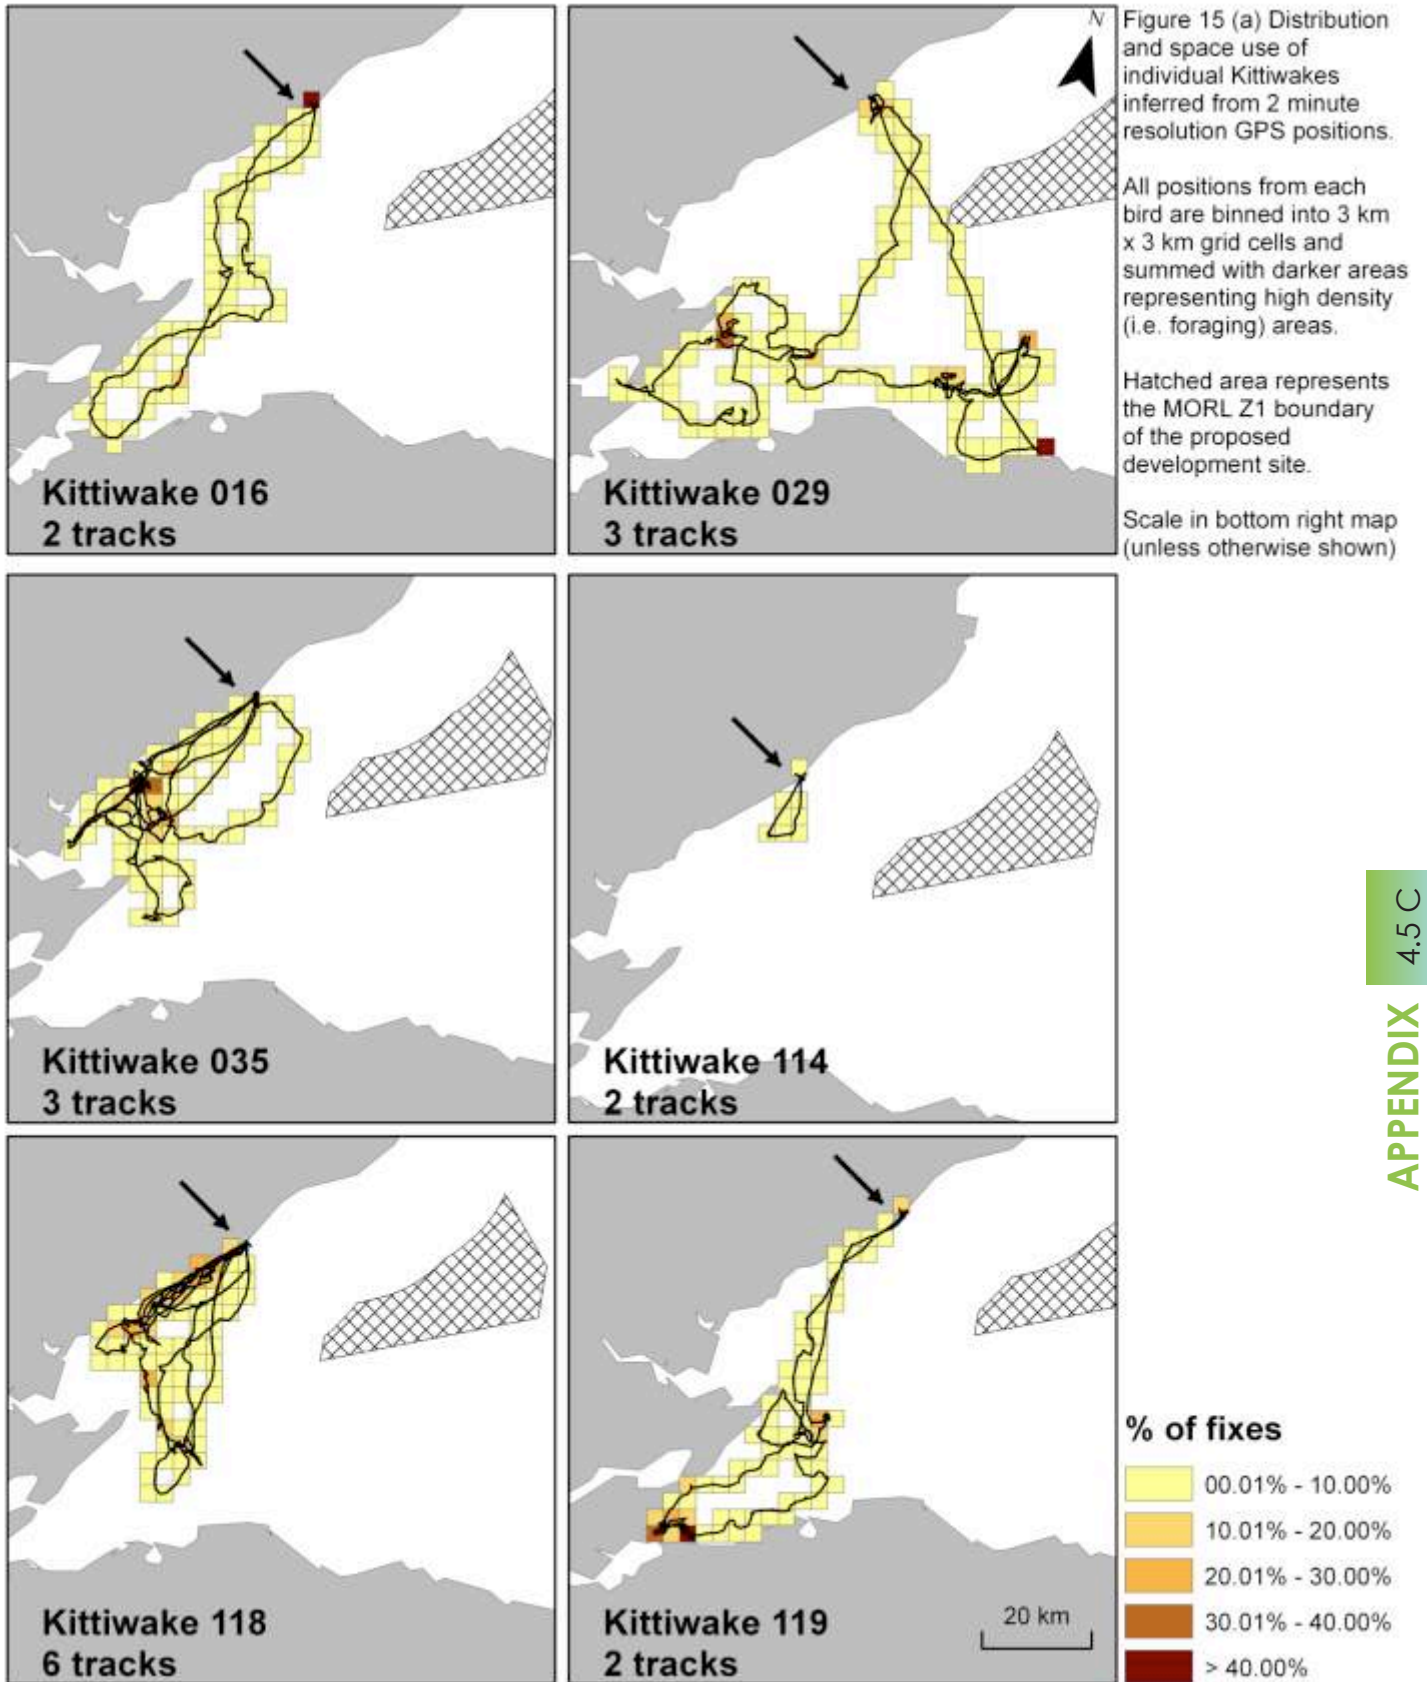 N
Figure 15 (a) Distribution
and space use of
individual Kittiwakes
inferred from 2 minute
resolution GPS positions.
All positions from each
bird are binned into 3 km
x 3 km grid cells and
summed with darker areas
representing high density
(i.e. foraging) areas.
Hatched area represents
the MORL Z1 boundary
of the proposed
development site.
Scale in bottom right map
(unless otherwise shown)
Kittiwake 016
2 tracks
Kittiwake 029
3 tracks
Kittiwake 035
3 tracks
Kittiwake 114
2 tracks
Kittiwake 118
6 tracks
Kittiwake 119
2 tracks
20 km
% of fixes
00.01% - 10.00%
10.01% - 20.00%
20.01% - 30.00%
30.01% - 40.00%
> 40.00%
APPENDIX 4.5 C